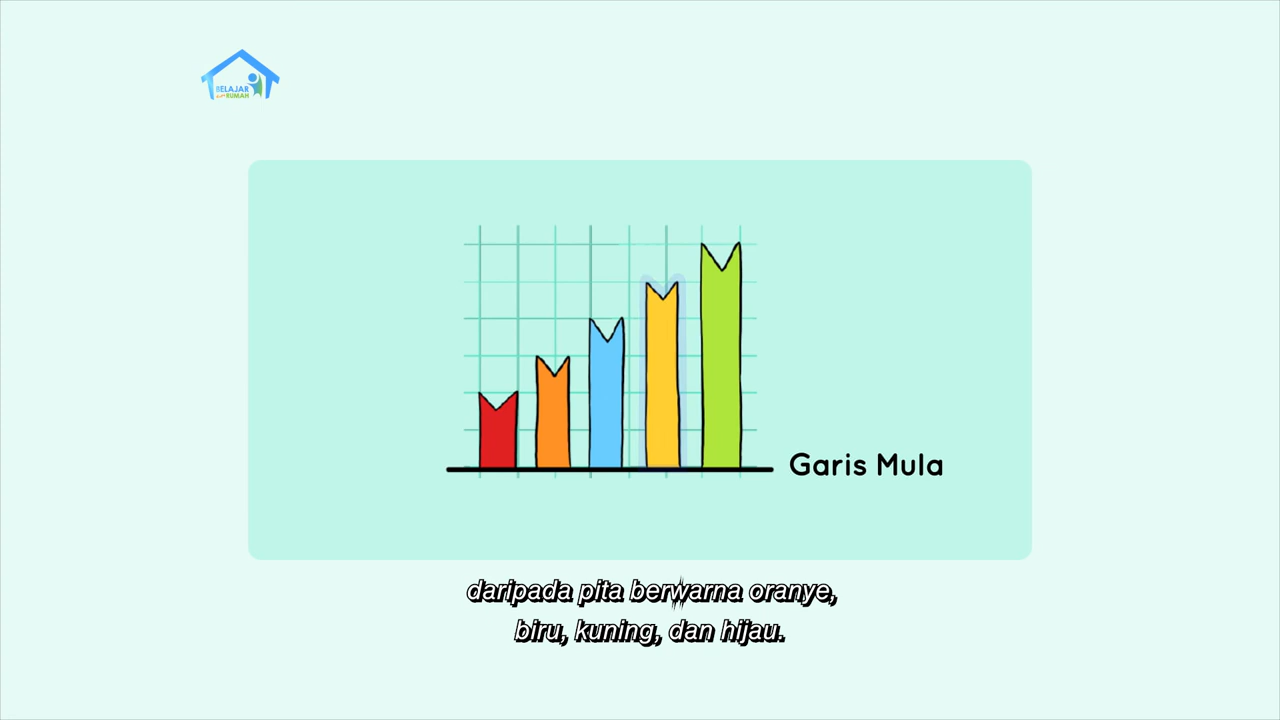 BELAJAR
RUMAH
Garis Mula
daripada pita berwarna oranye,
biru, kuning, dan hijau.